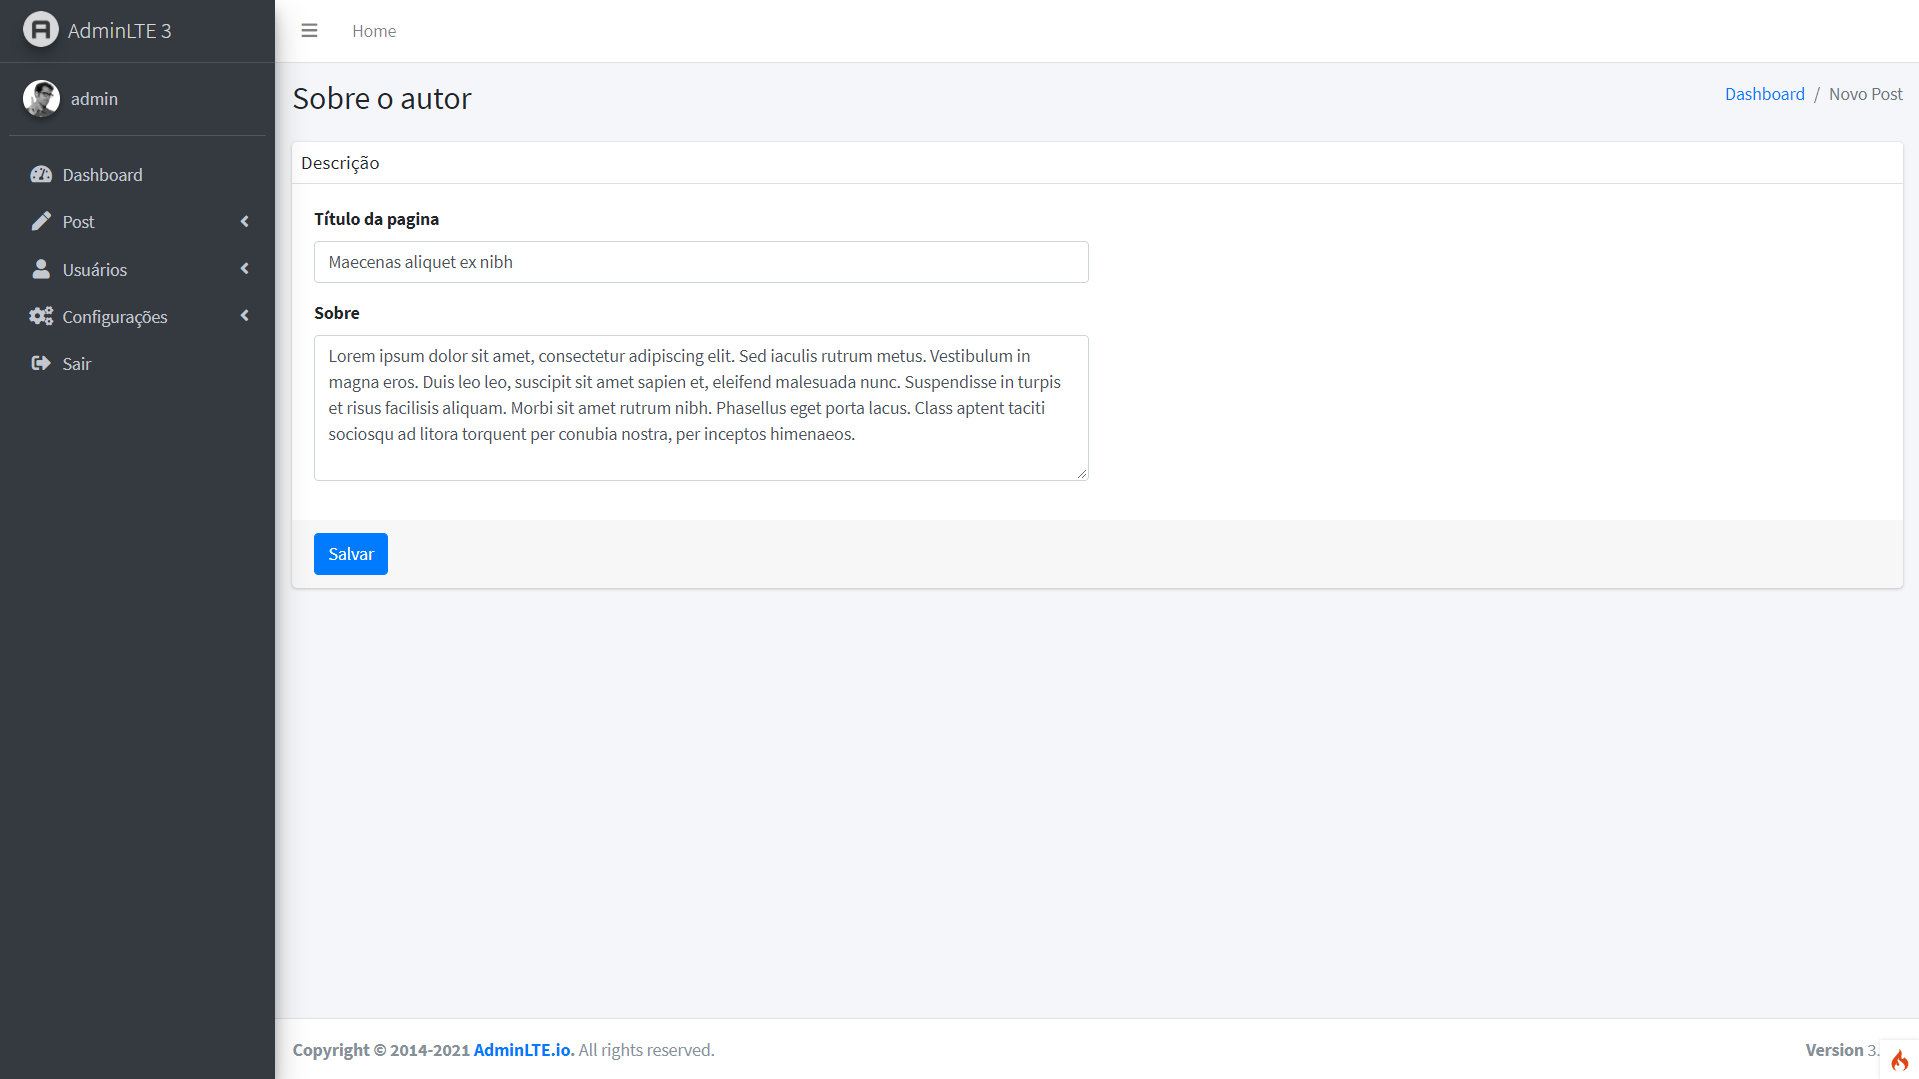 AdminLTE 3
Home
admin
Sobre o autor
Dashboard / Novo Post
Dashboard
Post
Usuários
Configurações
Sair
Descrição
Título da pagina
Maecenas aliquet ex nibh
Sobre
Lorem ipsum dolor sit amet, consectetur adipiscing elit. Sed iaculis rutrum metus. Vestibulum in
magna eros. Duis leo leo, suscipit sit amet sapien et, eleifend malesuada nunc. Suspendisse in turpis
et risus facilisis aliquam. Morbi sit amet rutrum nibh. Phasellus eget porta lacus. Class aptent taciti
sociosqu ad litora torquent per conubia nostra, per inceptos himenaeos.
Salvar
Copyright © 2014-2021 AdminLTE.io. All rights reserved.
Version 3.